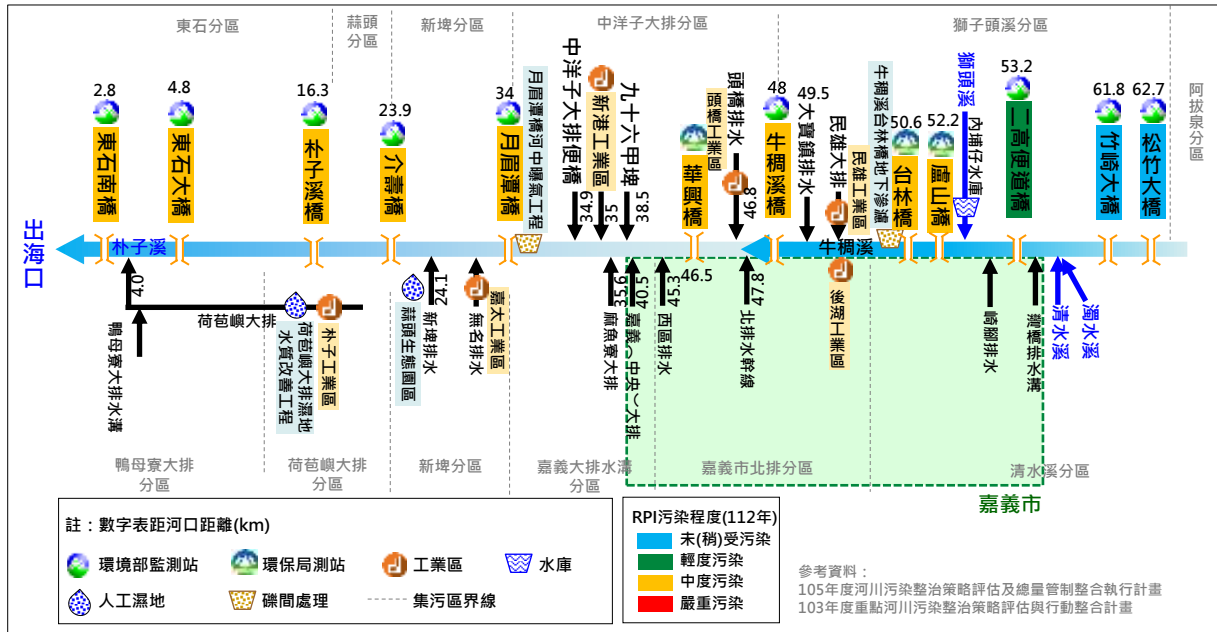 東石分區
蒜頭
分區
新埤分區
中洋子大排分區
獅子頭溪分區
阿拔泉分區
2.8
東石南橋
4.8
東石大橋
16.3
朴子溪橋
23.9
介壽橋
34
月眉潭橋
月眉潭橋河中曝氣工程
中洋子大排便橋
34.9
新港工業區
35
九十六甲埤
38.5
華興橋
46.5
頭橋工業區
頭橋排水
46.8
48
牛稠溪橋
49.5
大寶鎮排水
民雄大排
民雄工業區
牛稠溪台林橋地下滲濾
50.6
台林橋
52.2
盧山橋
獅頭溪
內埔仔水庫
53.2
二高便道橋
61.8
竹崎大橋
62.7
松竹大橋
出海口
朴子溪
牛稠溪
4.0
鴨母寮大排水溝
荷苞嶼大排
荷苞嶼大排濕地
水質改善工程
朴子工業區
蒜頭生態園區
24.1
新埤排水
無名排水
嘉太工業區
35.6
麻魚寮大排
40.5
嘉義(中央)大排
45.3
西區排水
47.8
北排水幹線
後湖工業區
崎腳排水
清水溪
濁水溪
鴨母寮大排
分區
荷苞嶼大排
分區
新埤分區
嘉義大排水溝
分區
嘉義市北排分區
清水溪分區
嘉義市
註：數字表距河口距離(km)
環境部監測站
環保局測站
工業區
水庫
人工濕地
礫間處理
集污區界線
RPI污染程度(112年)
未(稍)受污染
輕度污染
中度污染
嚴重污染
參考資料：
105年度河川污染整治策略評估及總量管制整合執行計畫
103年度重點河川污染整治策略評估與行動整合計畫